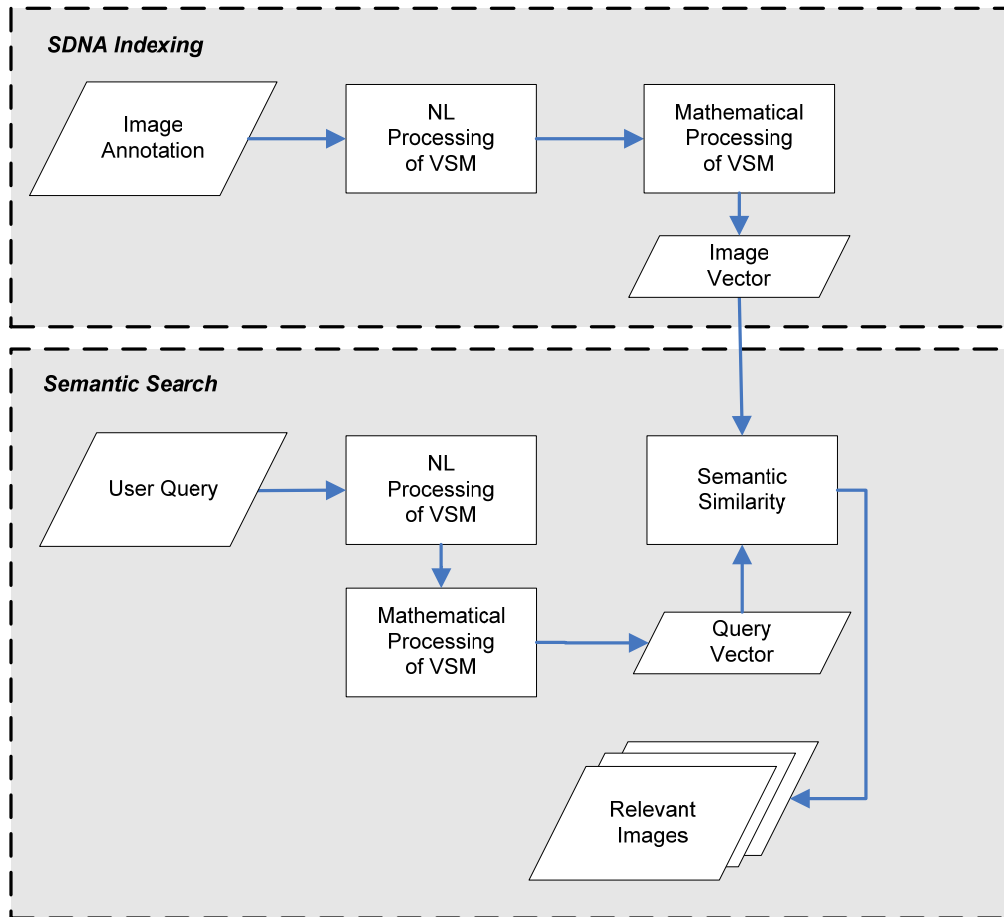 SDNA Indexing
Image
Annotation
NL
Processing
of VSM
Mathematical
Processing
of VSM
Image
Vector
Semantic Search
User Query
NL
Processing
of VSM
Semantic
Similarity
Mathematical
Processing
of VSM
Query
Vector
Relevant
Images